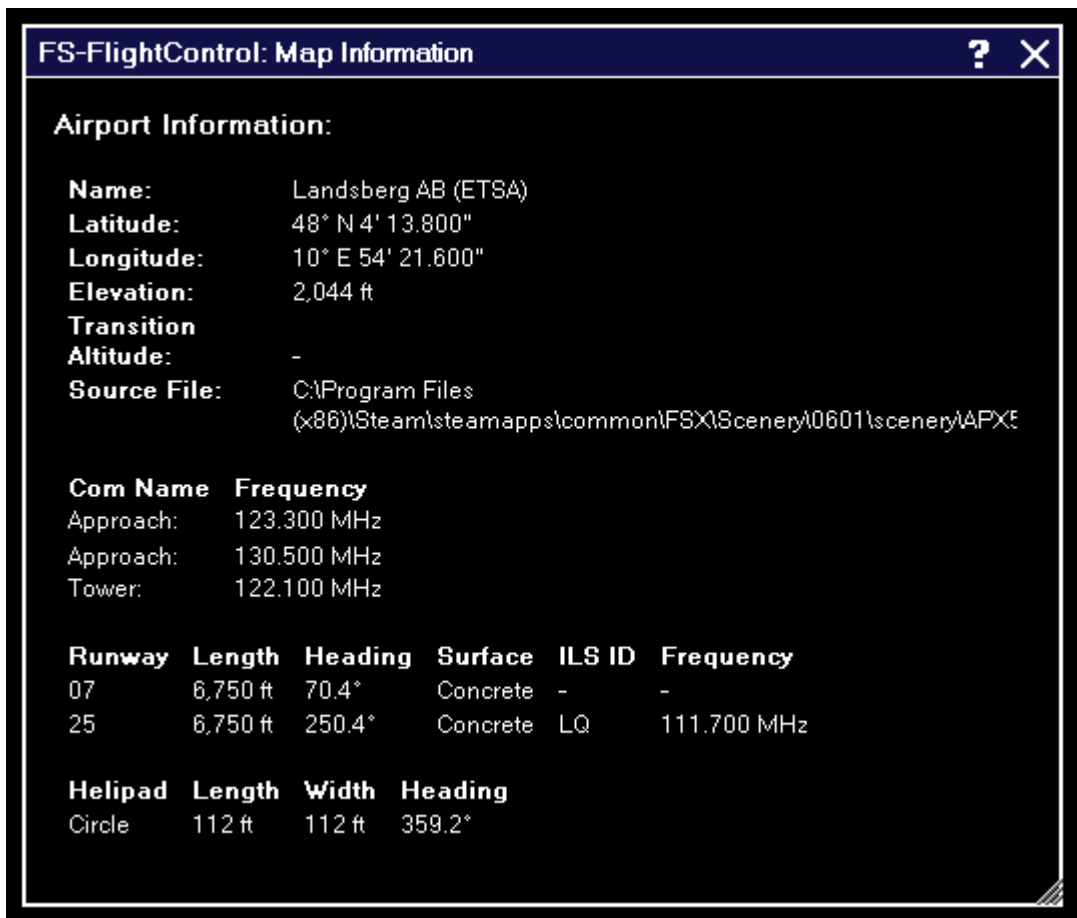 FS-FlightControl: Map Information ? X
Airport Information:
Name: Landsberg AB (ETSA)
Latitude: 48° N 4' 13.800"
Longitude: 10° E 54' 21.600"
Elevation: 2,044 ft
Transition
Altitude: -
Source File: C:\Program Files
(x86)\Steam\steamapps\common\FSX\Scenery\0601\scenery\APX5
Com Name Frequency
Approach: 123.300 MHz
Approach: 130.500 MHz
Tower: 122.100 MHz
Runway Length Heading Surface ILS ID Frequency
07 6,750 ft 70.4° Concrete - -
25 6,750 ft 250.4° Concrete LQ 111.700 MHz
Helipad Length Width Heading
Circle 112 ft 112 ft 359.2°